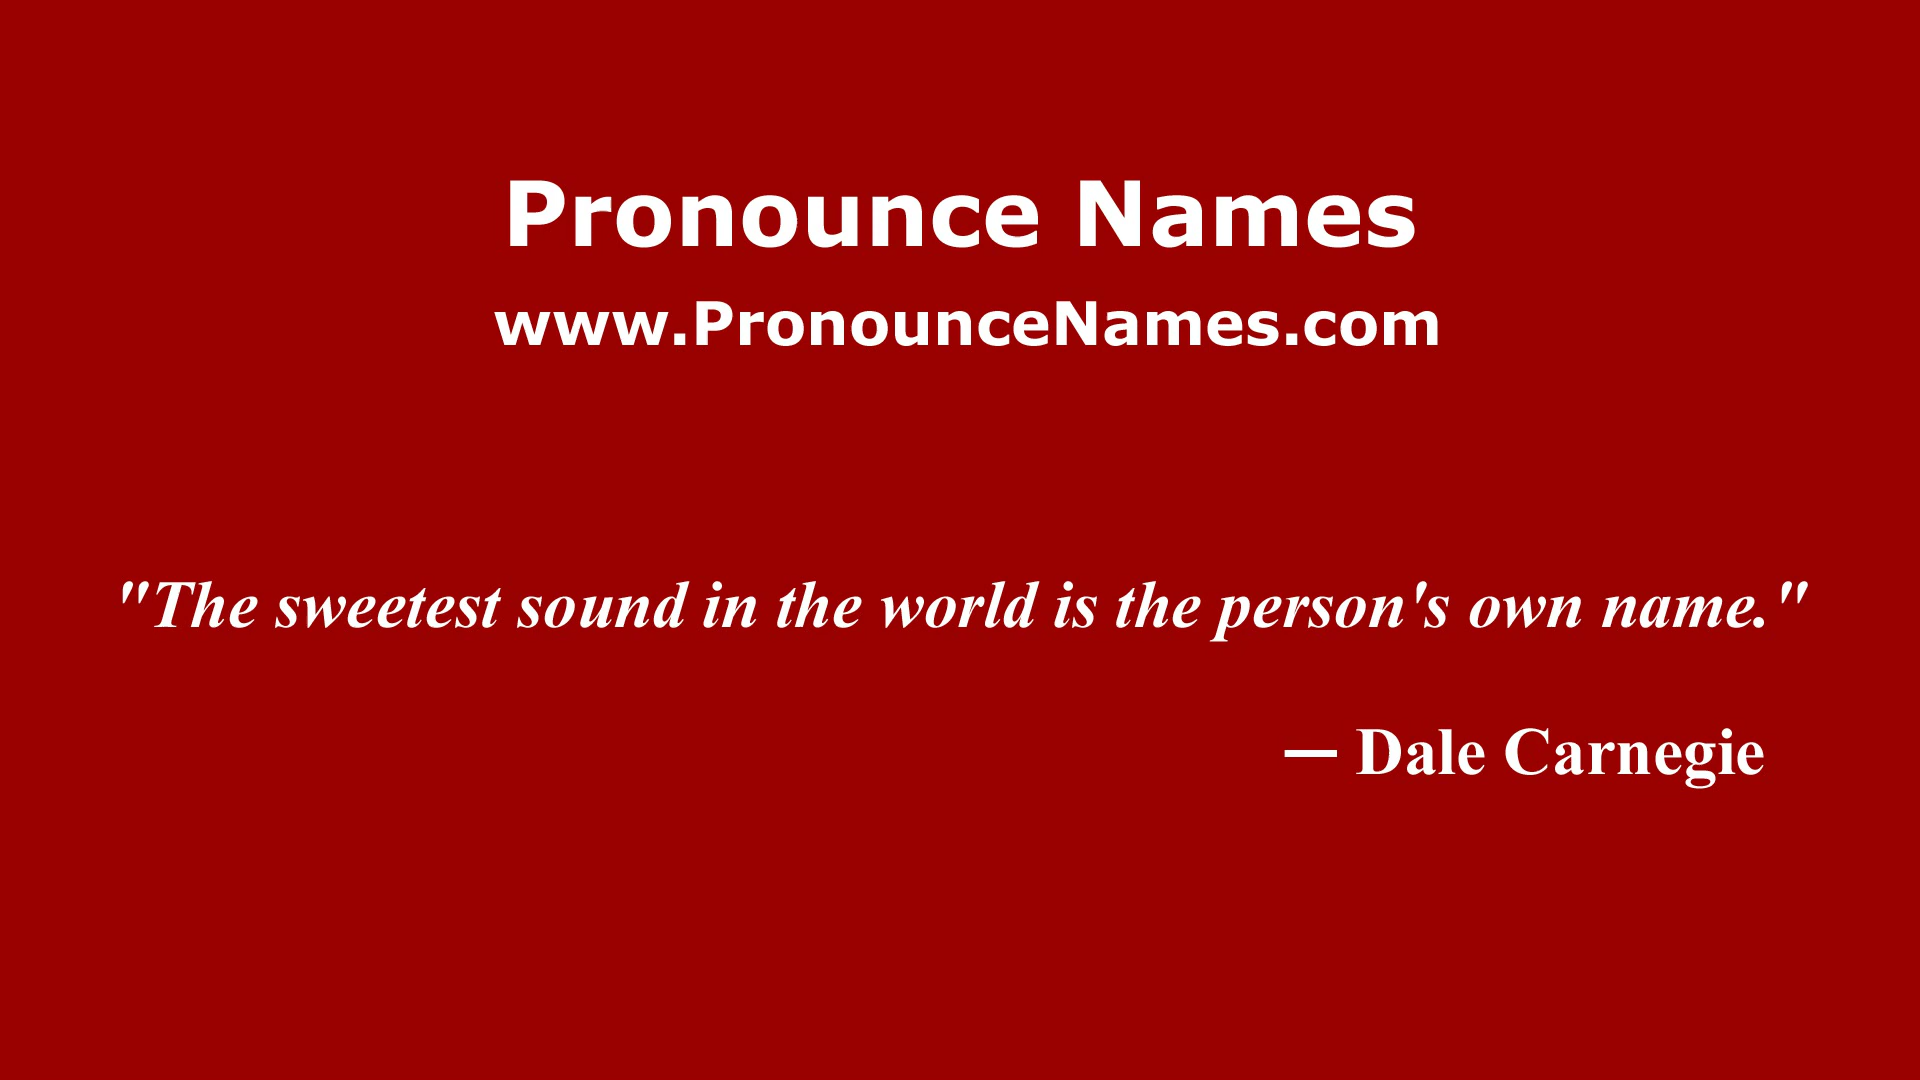 Pronounce Names
www.PronounceNames.com
"The sweetest sound in the world is the person's own name."
— Dale Carnegie